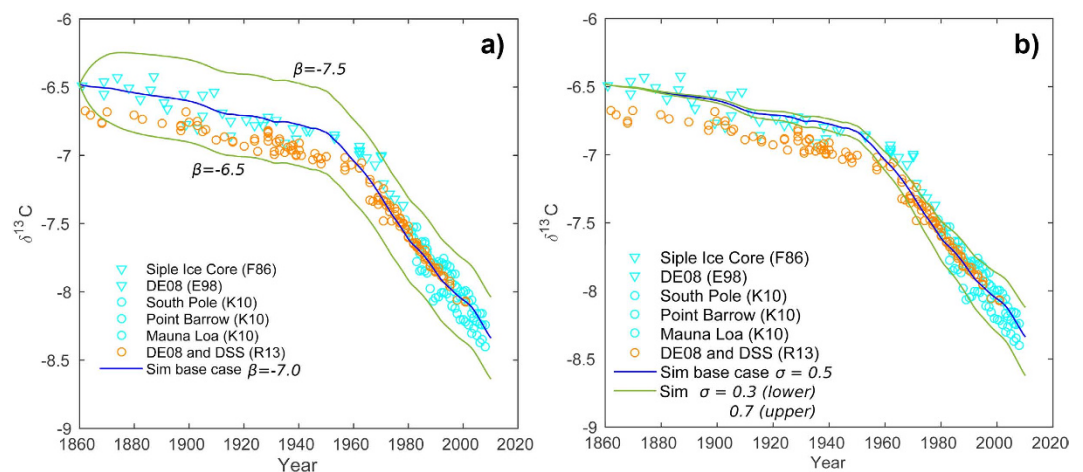 a)
-6
-6.5
-7
-7.5
-8
-8.5
-9
δ¹³C
β=-7.5
β=-6.5
Siple Ice Core (F86)
DE08 (E98)
South Pole (K10)
Point Barrow (K10)
Mauna Loa (K10)
DE08 and DSS (R13)
Sim base case β=-7.0
1860 1880 1900 1920 1940 1960 1980 2000 2020
Year
b)
-6
-6.5
-7
-7.5
-8
-8.5
-9
δ¹³C
Siple Ice Core (F86)
DE08 (E98)
South Pole (K10)
Point Barrow (K10)
Mauna Loa (K10)
DE08 and DSS (R13)
Sim base case σ = 0.5
Sim σ = 0.3 (lower)
0.7 (upper)
1860 1880 1900 1920 1940 1960 1980 2000 2020
Year